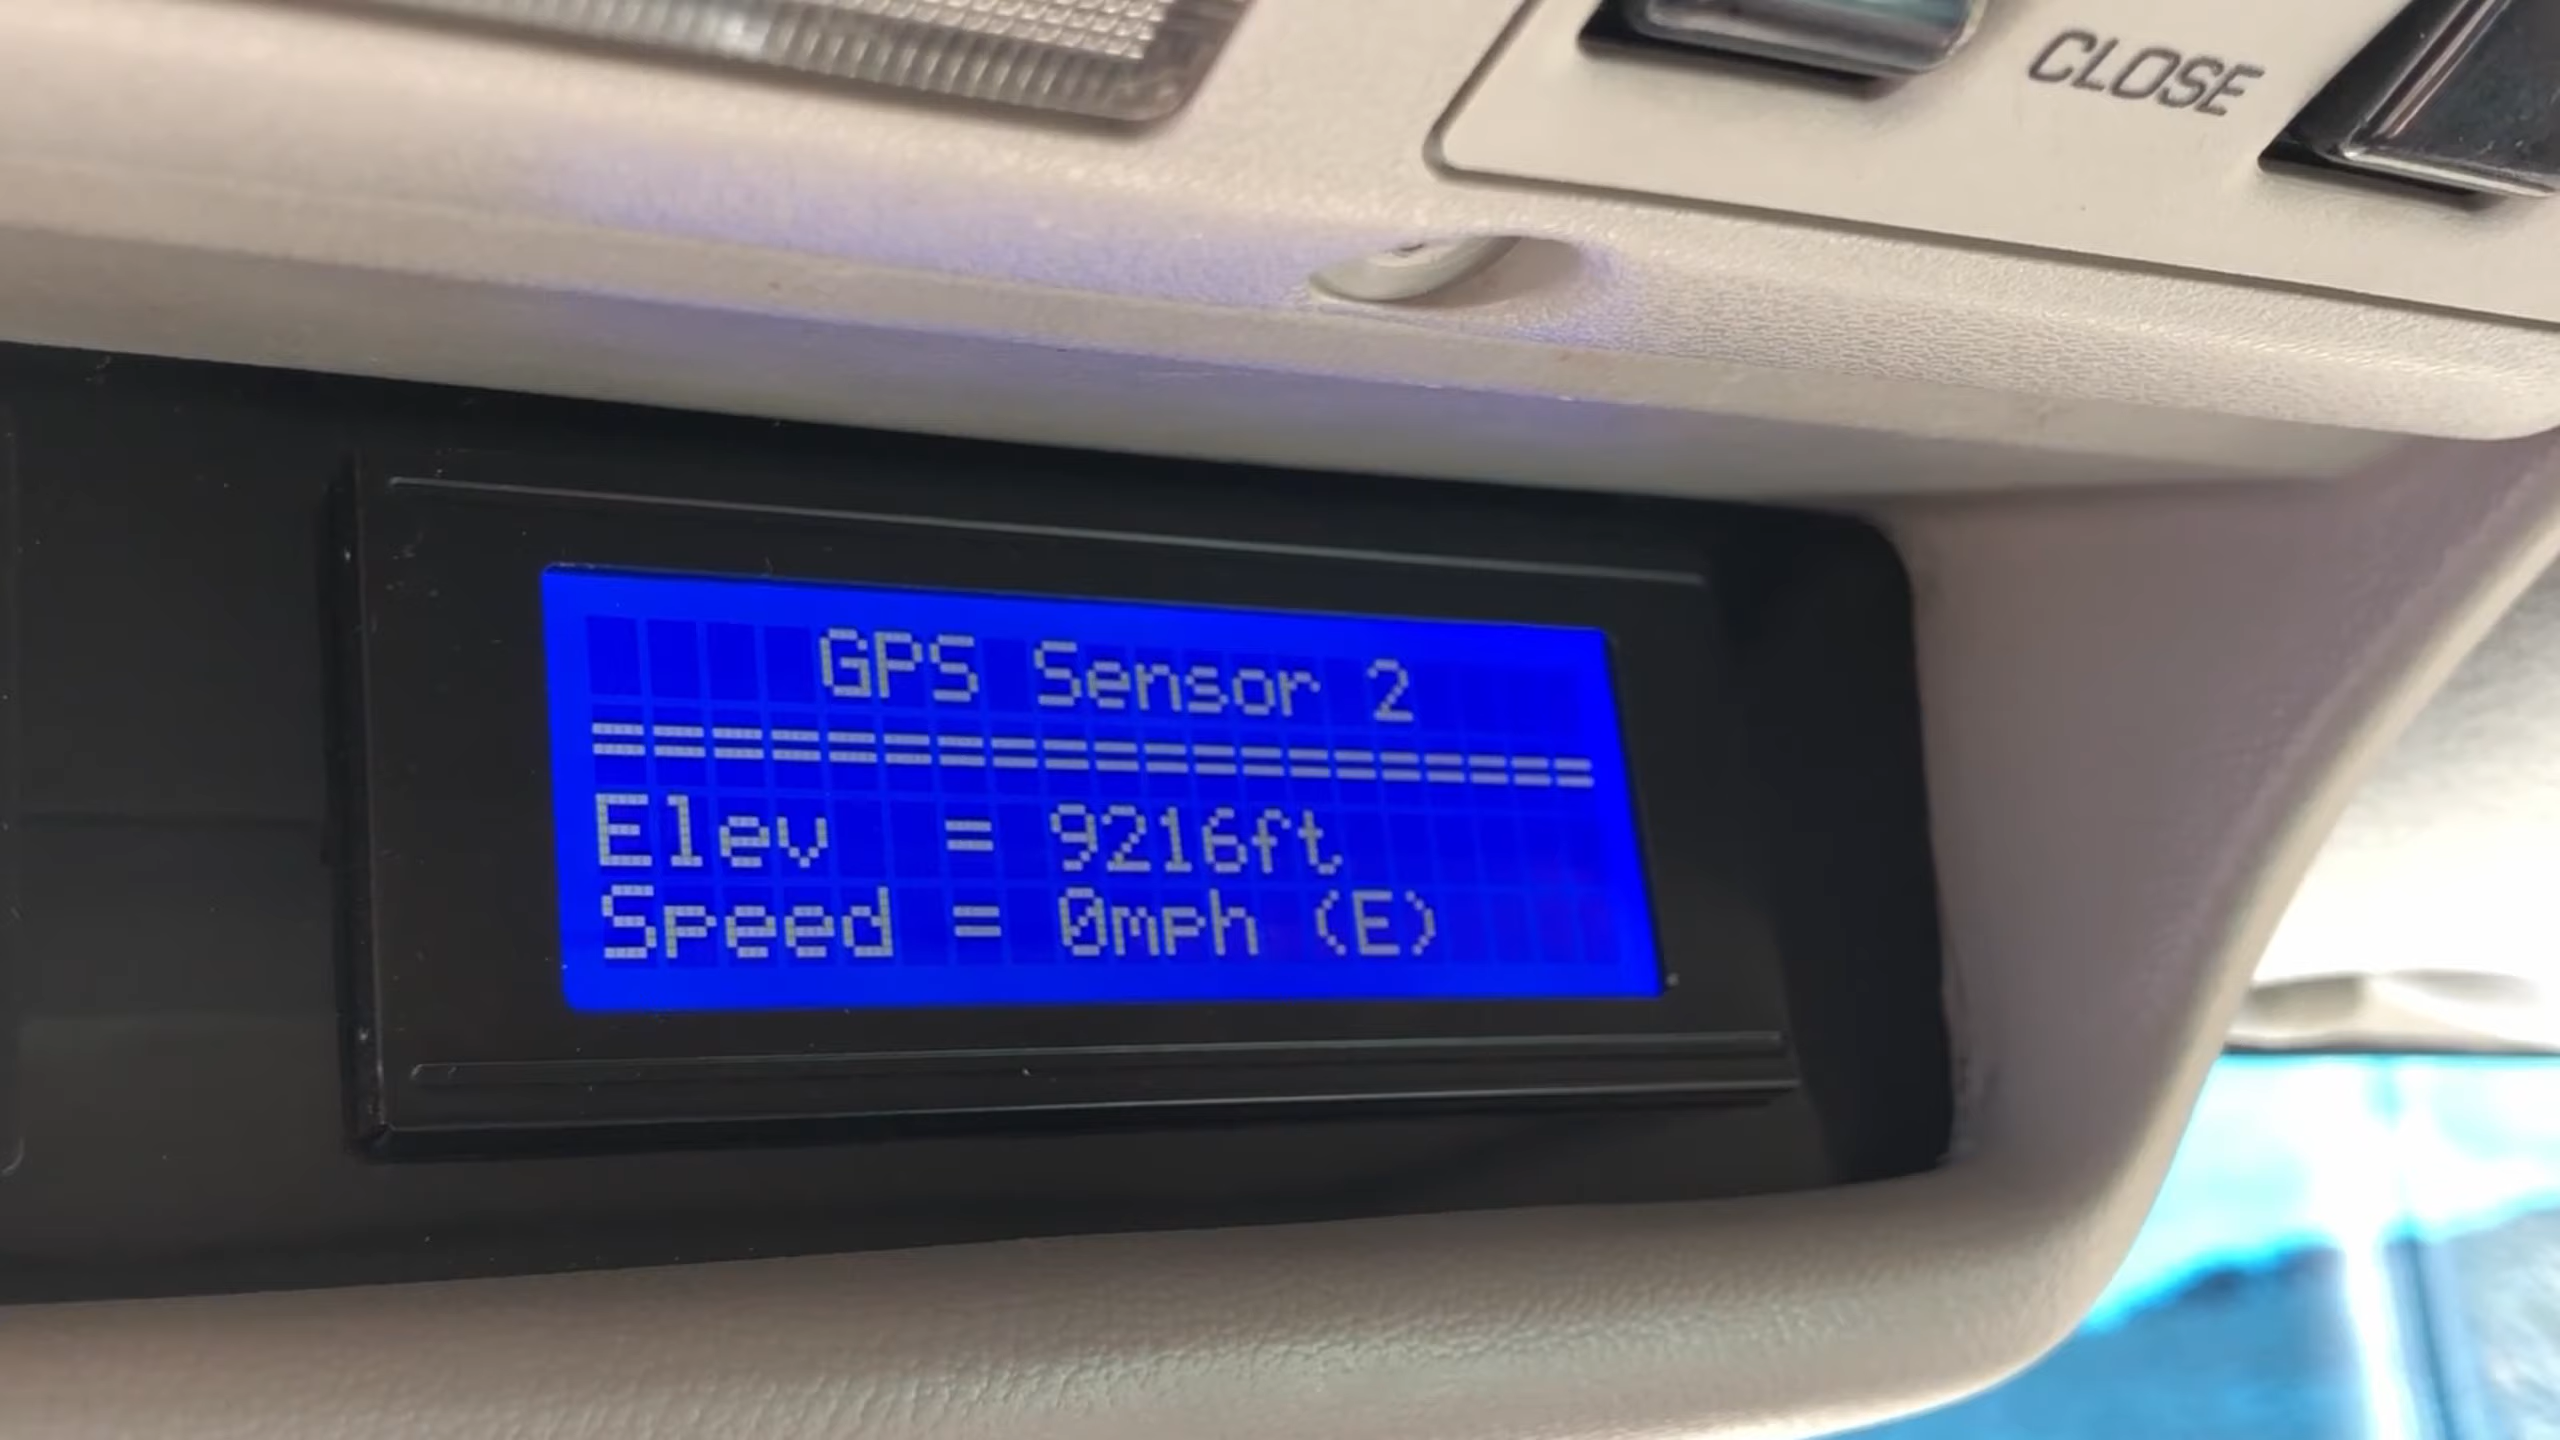 CLOSE
GPS Sensor 2
====================
Elev  = 9216ft
Speed = 0mph (E)